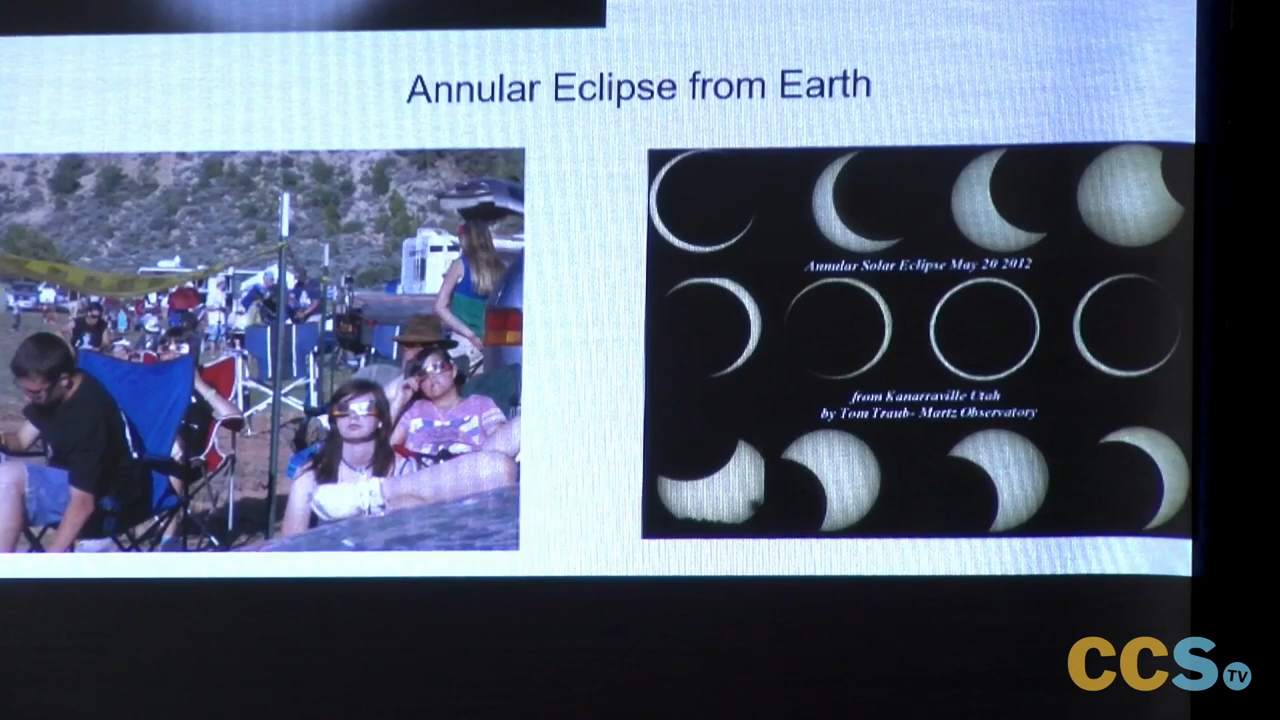 Annular Eclipse from Earth
Annular Solar Eclipse May 20 2012
from Kanarraville Utah
by Tom Traub- Martz Observatory
CCS TV